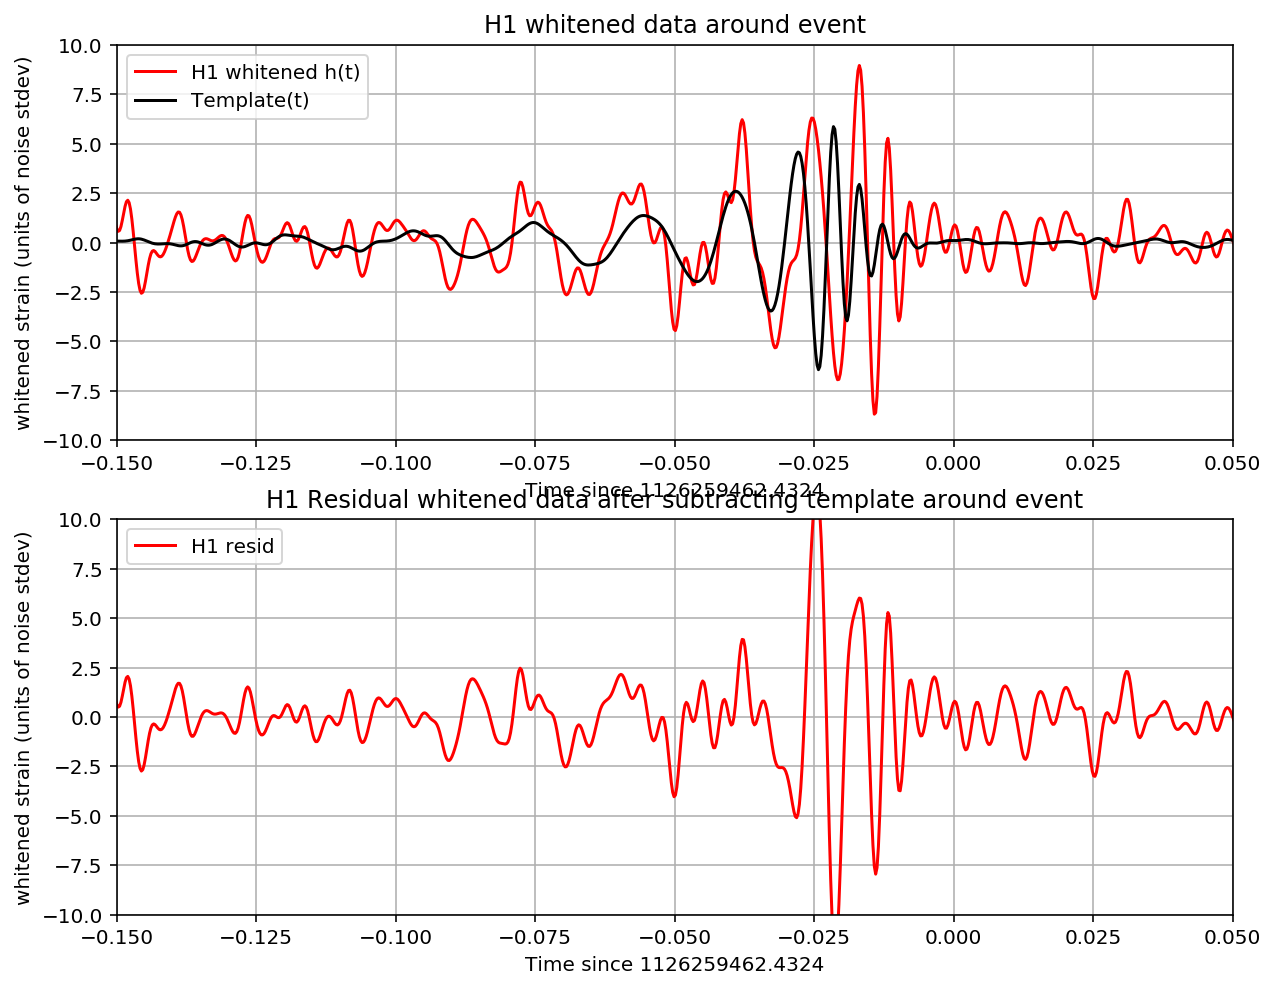 H1 whitened data around event
whitened strain (units of noise stdev)
10.0
7.5
5.0
2.5
0.0
−2.5
−5.0
−7.5
−10.0
H1 whitened h(t)
Template(t)
−0.150 −0.125 −0.100 −0.075 −0.050 −0.025 0.000 0.025 0.050
Time since 1126259462.4324
H1 Residual whitened data after subtracting template around event
whitened strain (units of noise stdev)
10.0
7.5
5.0
2.5
0.0
−2.5
−5.0
−7.5
−10.0
H1 resid
−0.150 −0.125 −0.100 −0.075 −0.050 −0.025 0.000 0.025 0.050
Time since 1126259462.4324